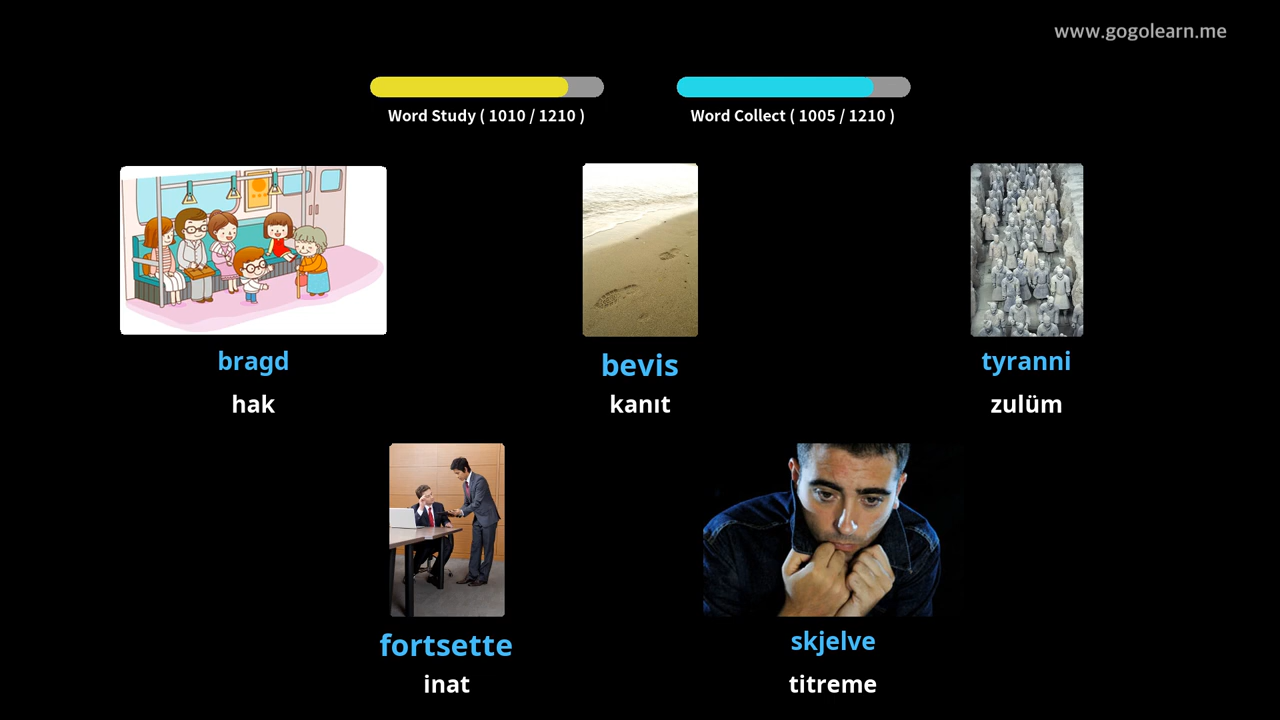 www.gogolearn.me
Word Study ( 1010 / 1210 )
Word Collect ( 1005 / 1210 )
bragd
hak
bevis
kanıt
tyranni
zulüm
fortsette
inat
skjelve
titreme